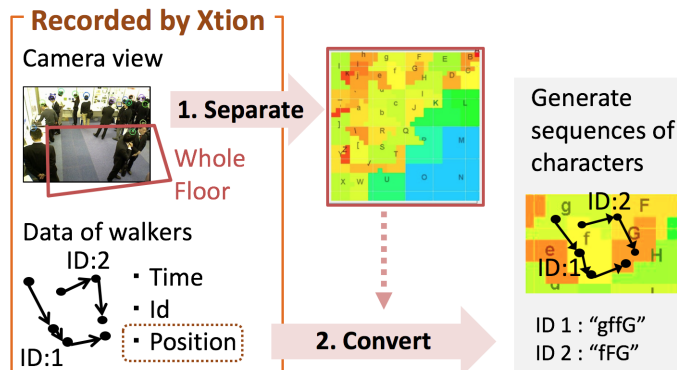 Recorded by Xtion
Camera view
1. Separate
Whole
Floor
Data of walkers
ID:2
ID:1
・Time
・Id
・Position
2. Convert
g F E B
f G D C
e H
c J K L
b
R Q M
[ S
T
X W U O N
Generate
sequences of
characters
ID:2
g F
f G
e H
ID:1
ID 1 : “gffG”
ID 2 : “fFG”